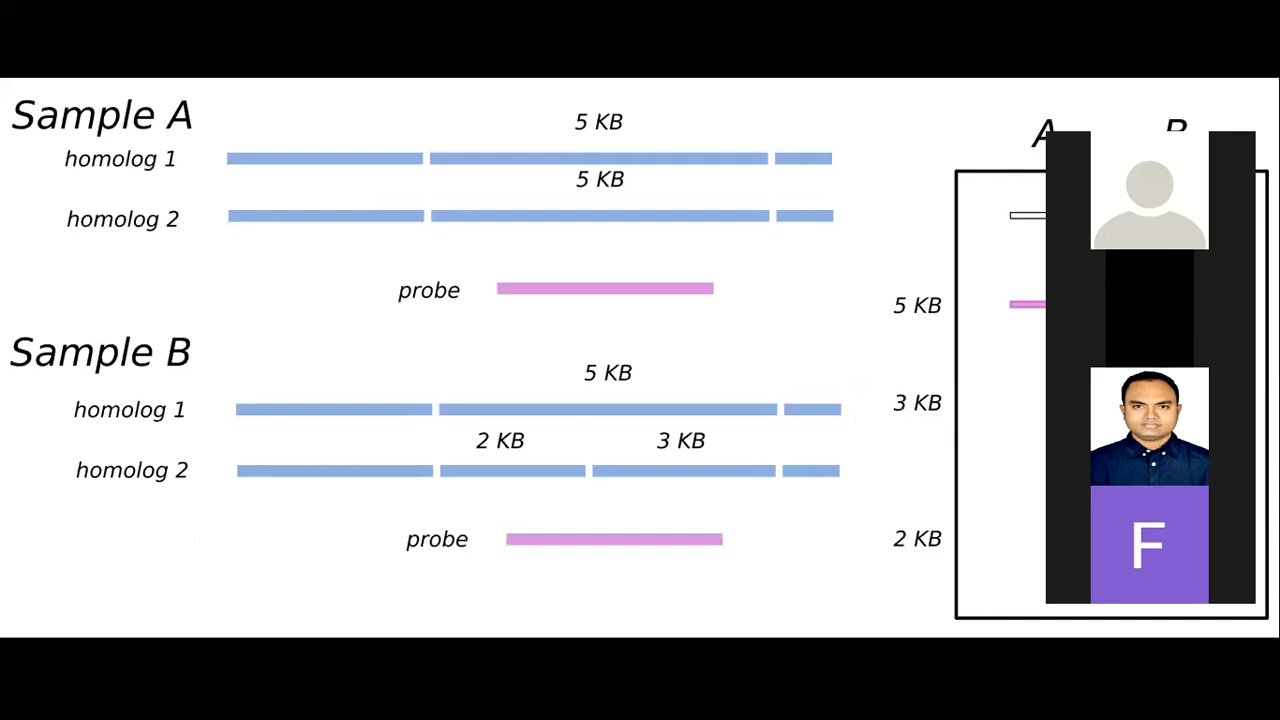 Sample A
5 KB
homolog 1
5 KB
homolog 2
probe
Sample B
5 KB
homolog 1
2 KB 3 KB
homolog 2
probe
A B
5 KB
3 KB
2 KB
F